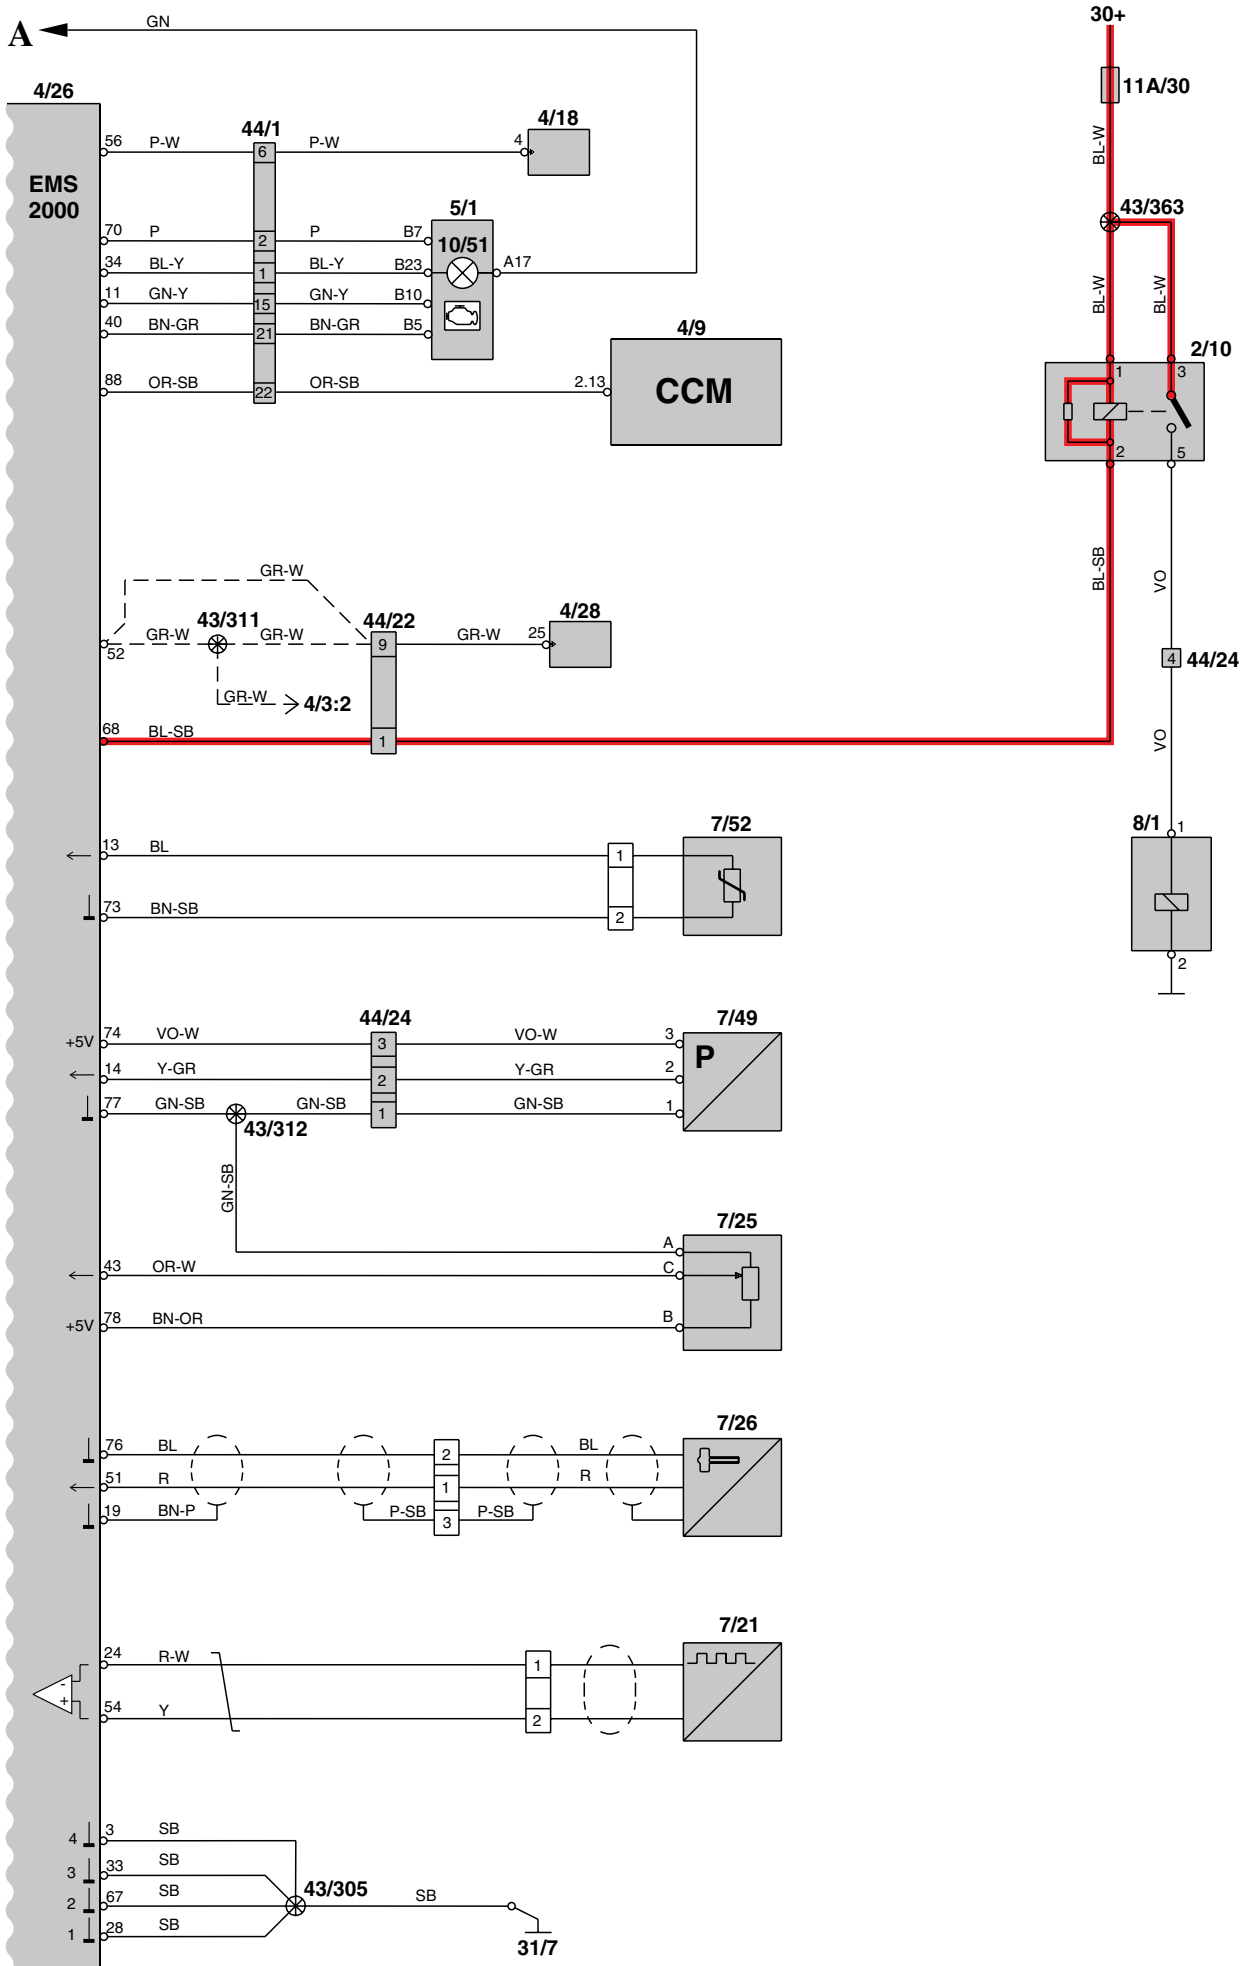 A
GN
30+
11A/30
BL-W
43/363
BL-W
BL-W
2/10
1
3
2
5
4/26
EMS
2000
44/1
4/18
56 P-W 6 P-W 4
5/1
10/51
70 P 2 P B7
34 BL-Y 1 BL-Y B23 A17
11 GN-Y 15 GN-Y B10
40 BN-GR 21 BN-GR B5
4/9
CCM
88 OR-SB 22 OR-SB 2.13
BL-SB
VO
GR-W
43/311
44/22
4/28
52 GR-W GR-W 9 GR-W 25
GR-W 4/3:2
4 44/24
68 BL-SB 1
VO
7/52
8/1
1
2
13 BL 1
73 BN-SB 2
44/24
7/49
P
+5V 74 VO-W 3 VO-W 3
14 Y-GR 2 Y-GR 2
77 GN-SB GN-SB 1 GN-SB 1
43/312
GN-SB
7/25
A
43 OR-W C
+5V 78 BN-OR B
7/26
76 BL 2 BL
51 R 1 R
19 BN-P P-SB 3 P-SB
7/21
24 R-W 1
-
+
54 Y 2
4 3 SB
3 33 SB
2 67 SB 43/305 SB
1 28 SB
31/7